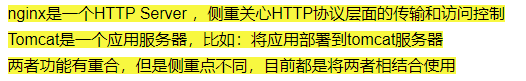 nginx是一个HTTP Server ，侧重关心HTTP协议层面的传输和访问控制
Tomcat是一个应用服务器，比如：将应用部署到tomcat服务器
两者功能有重合，但是侧重点不同，目前都是将两者相结合使用